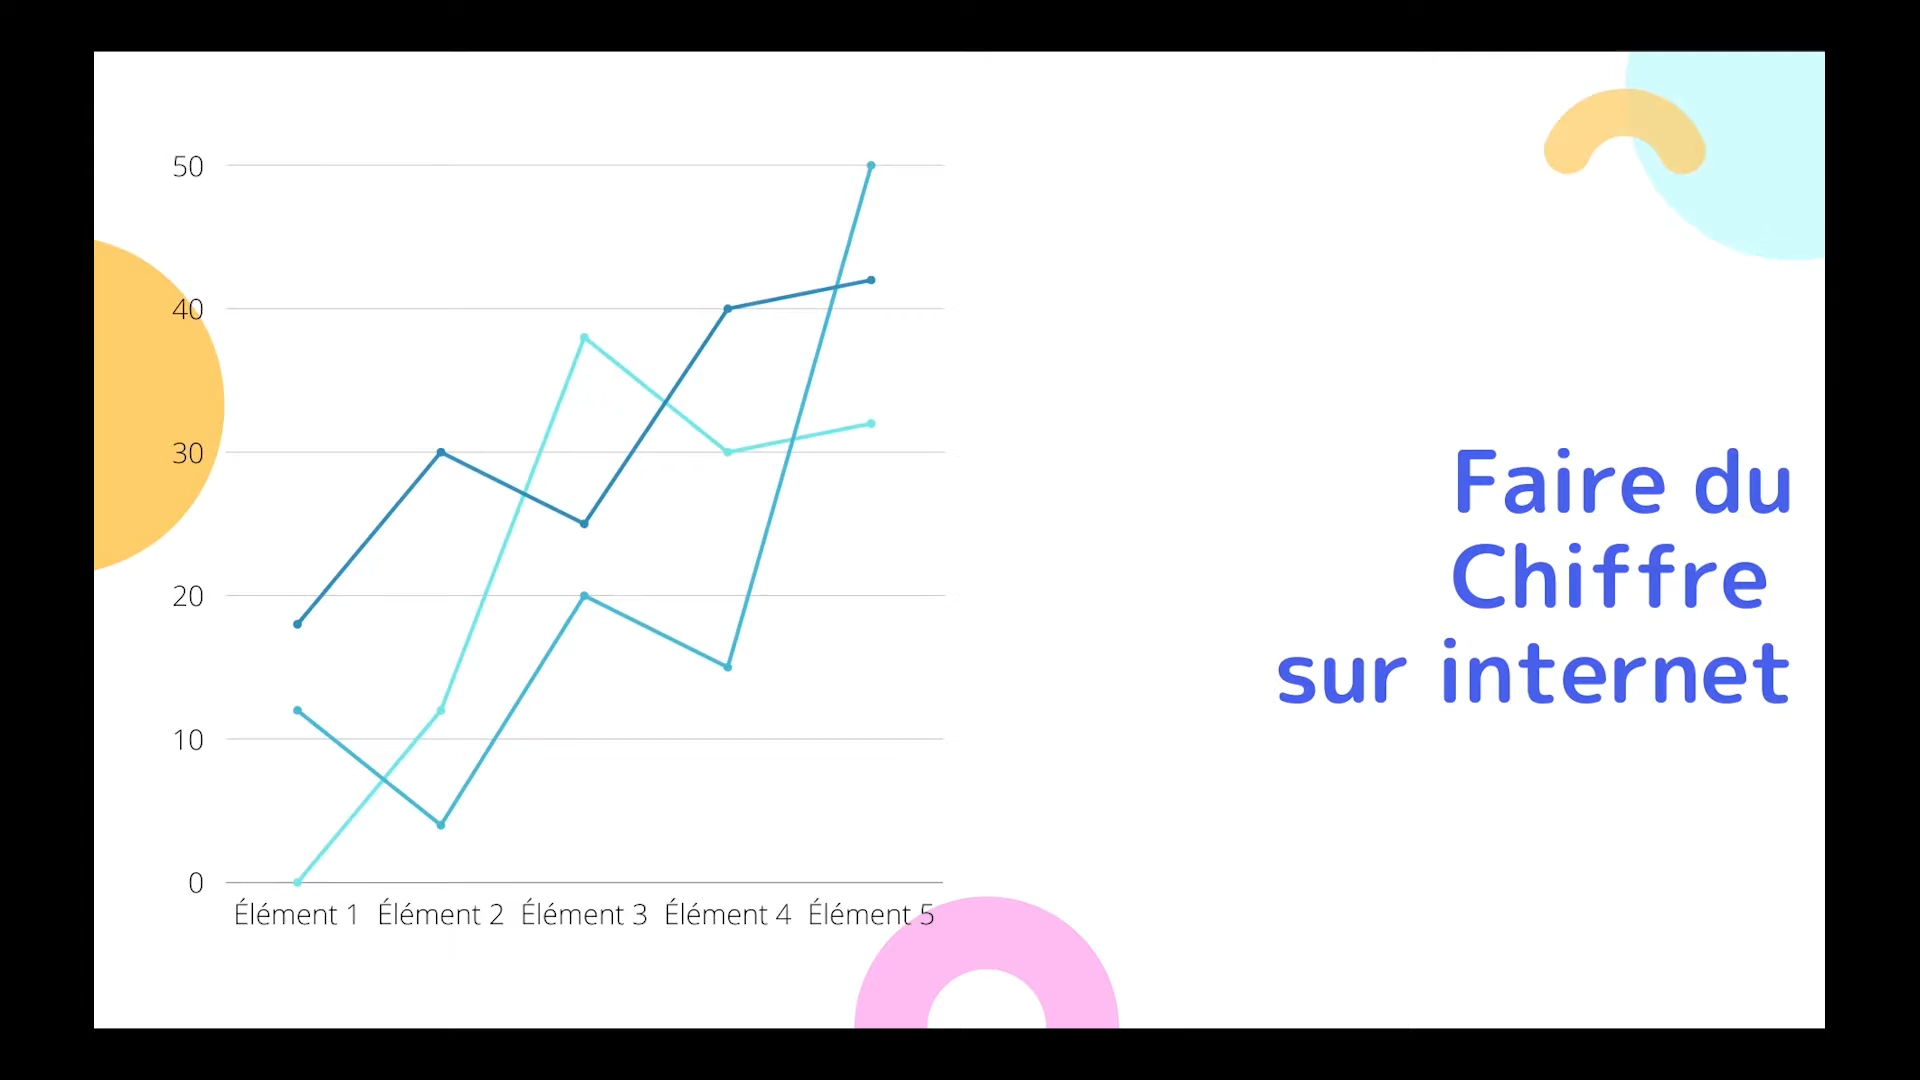 50
40
30
20
10
0
Élément 1 Élément 2 Élément 3 Élément 4 Élément 5
Faire du
Chiffre
sur internet